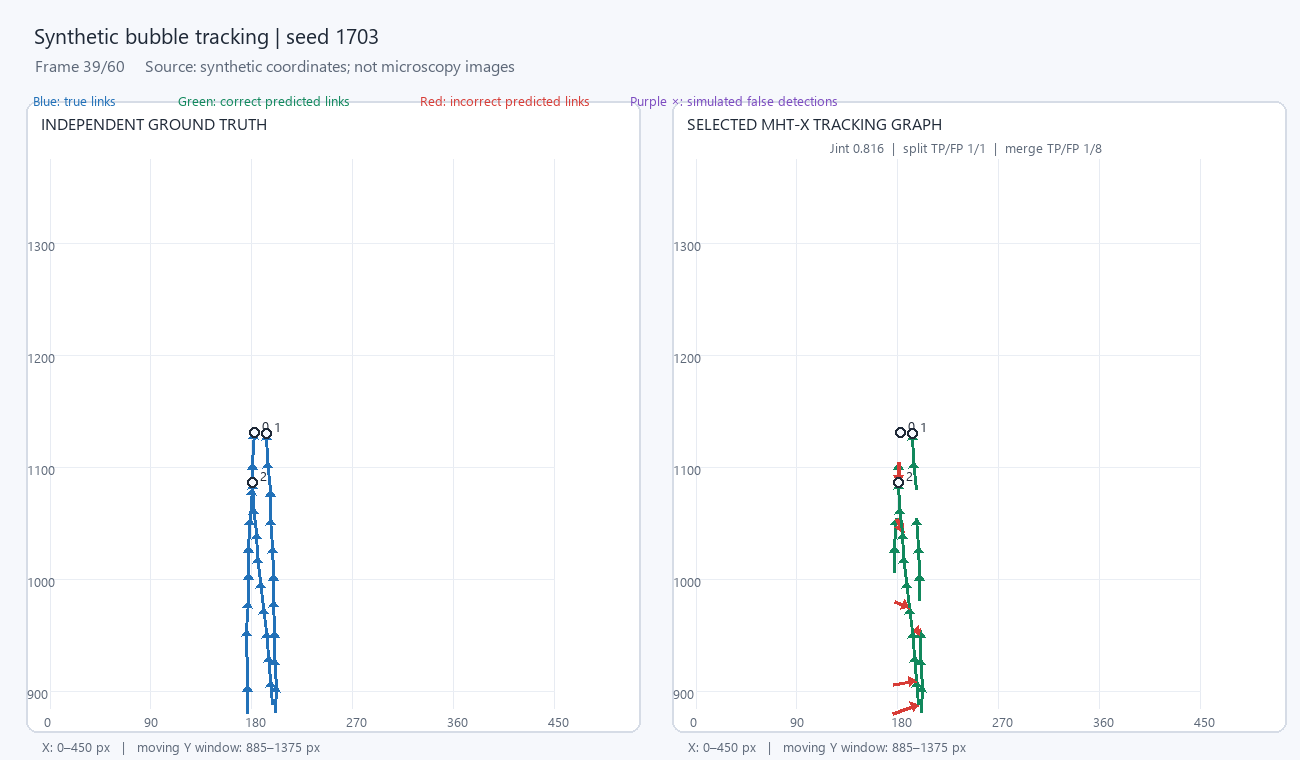 Synthetic bubble tracking | seed 1703
Frame 39/60 Source: synthetic coordinates; not microscopy images
Blue: true links Green: correct predicted links Red: incorrect predicted links Purple ×: simulated false detections
INDEPENDENT GROUND TRUTH
1300
1200
1100
1000
900
0 1
2
0 90 180 270 360 450
X: 0–450 px | moving Y window: 885–1375 px
SELECTED MHT-X TRACKING GRAPH
Jint 0.816 | split TP/FP 1/1 | merge TP/FP 1/8
1300
1200
1100
1000
900
0 1
2
0 90 180 270 360 450
X: 0–450 px | moving Y window: 885–1375 px